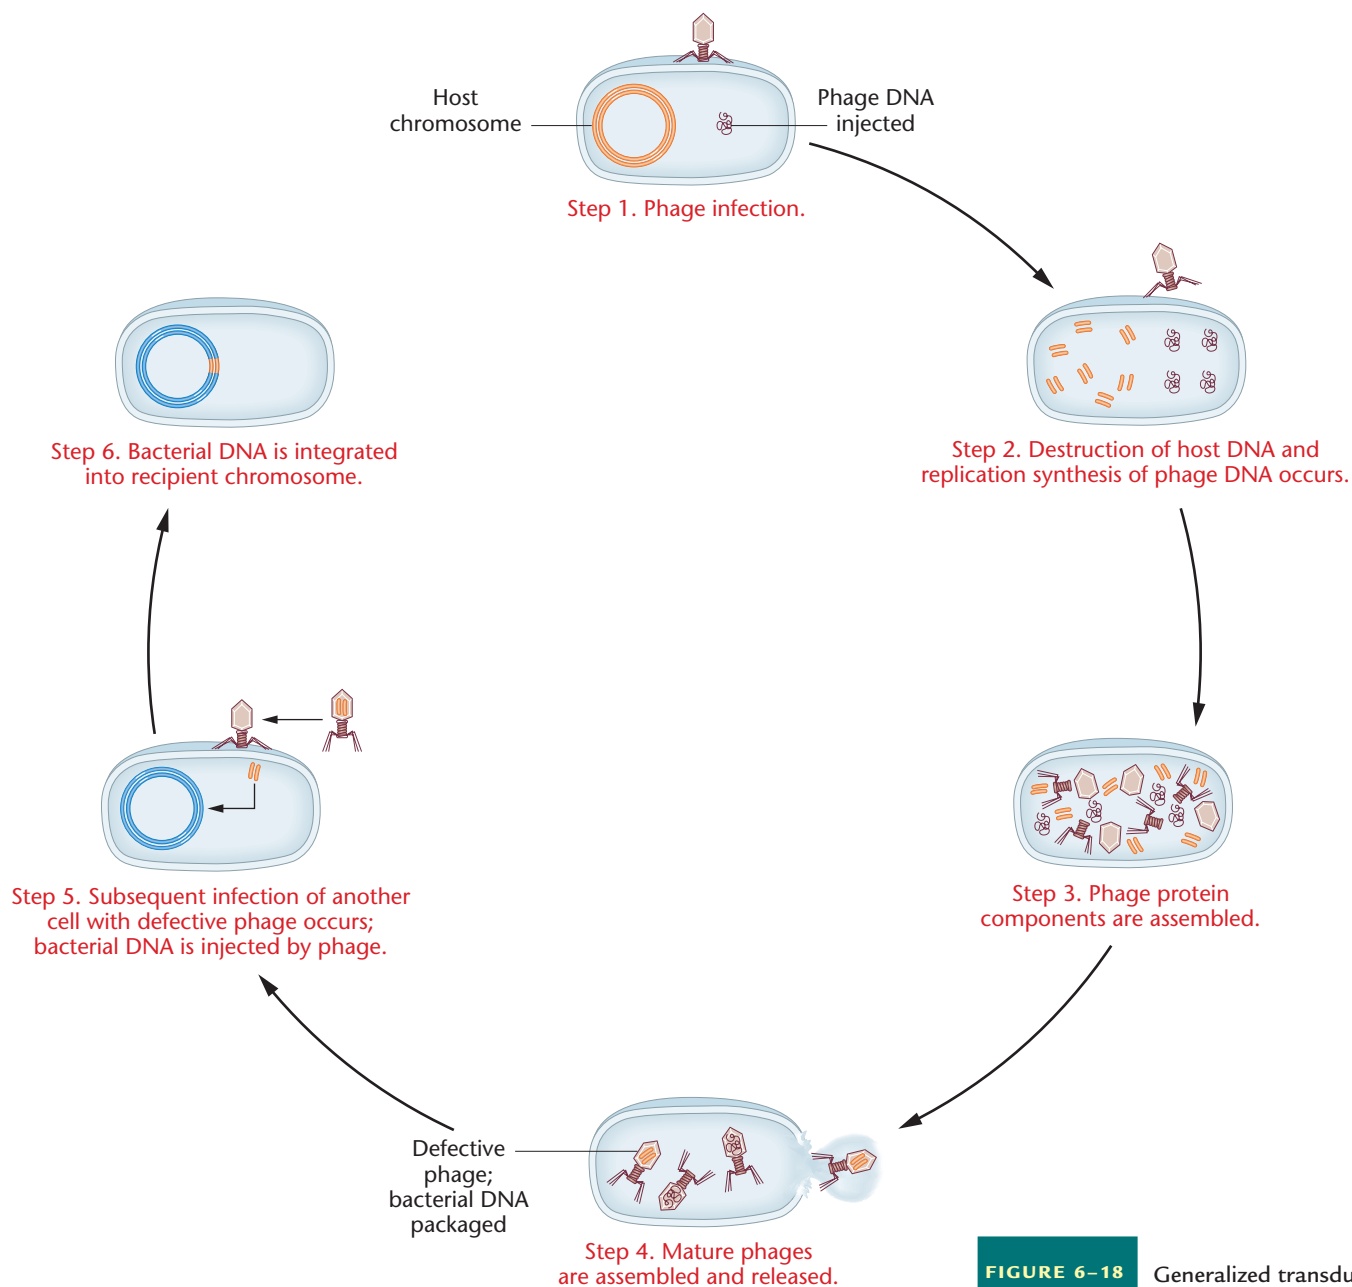 Host
chromosome
Phage DNA
injected
Step 1. Phage infection.
Step 2. Destruction of host DNA and
replication synthesis of phage DNA occurs.
Step 3. Phage protein
components are assembled.
Defective
phage;
bacterial DNA
packaged
Step 4. Mature phages
are assembled and released.
Step 5. Subsequent infection of another
cell with defective phage occurs;
bacterial DNA is injected by phage.
Step 6. Bacterial DNA is integrated
into recipient chromosome.
FIGURE 6–18 Generalized transdu